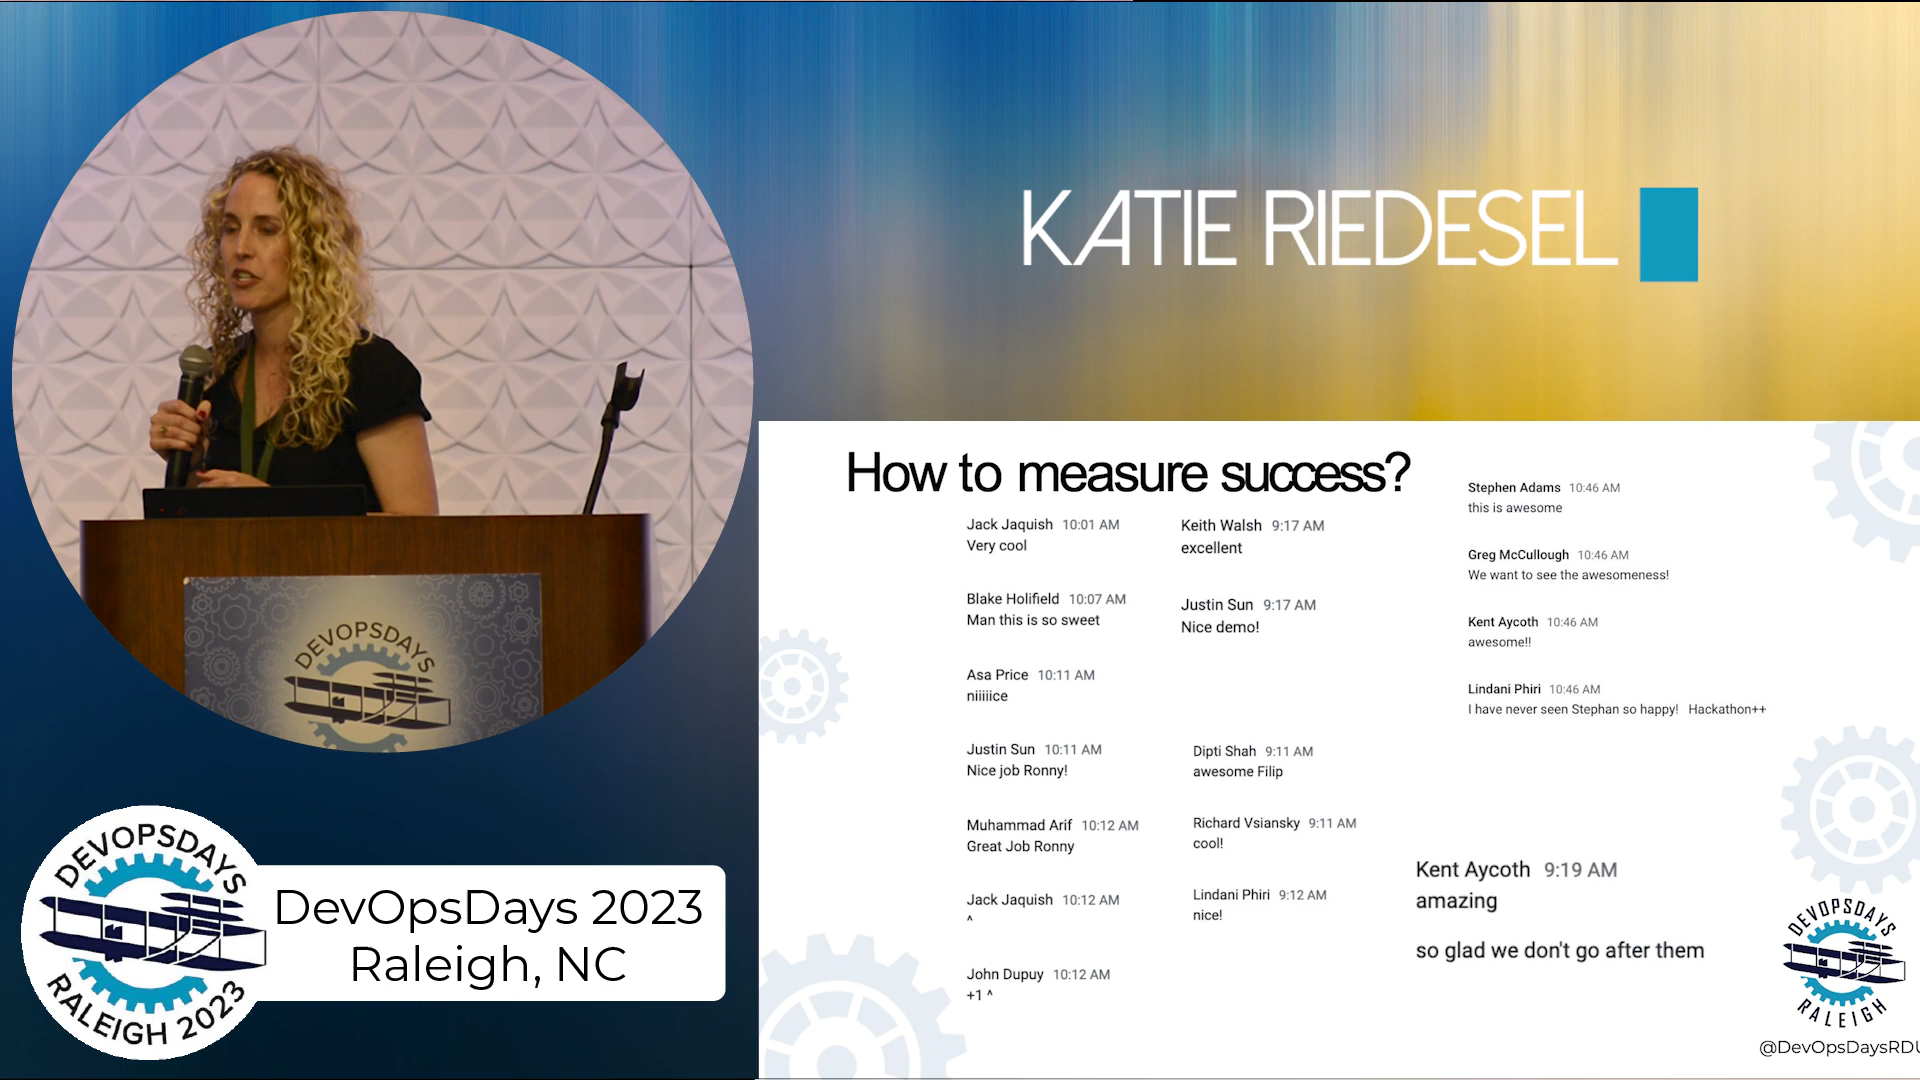 KATIE RIEDESEL
How to measure success?
Jack Jaquish 10:01 AM
Very cool
Blake Holifield 10:07 AM
Man this is so sweet
Asa Price 10:11 AM
niiiiice
Justin Sun 10:11 AM
Nice job Ronny!
Muhammad Arif 10:12 AM
Great Job Ronny
Jack Jaquish 10:12 AM
^
John Dupuy 10:12 AM
+1 ^
Keith Walsh 9:17 AM
excellent
Justin Sun 9:17 AM
Nice demo!
Dipti Shah 9:11 AM
awesome Filip
Richard Vsiansky 9:11 AM
cool!
Lindani Phiri 9:12 AM
nice!
Stephen Adams 10:46 AM
this is awesome
Greg McCullough 10:46 AM
We want to see the awesomeness!
Kent Aycoth 10:46 AM
awesome!!
Lindani Phiri 10:46 AM
I have never seen Stephan so happy! Hackathon++
Kent Aycoth 9:19 AM
amazing
so glad we don't go after them
DEVOPSDAYS
RALEIGH
@DevOpsDaysRDU
DEVOPSDAYS
DEVOPSDAYS
RALEIGH 2023
DevOpsDays 2023
Raleigh, NC